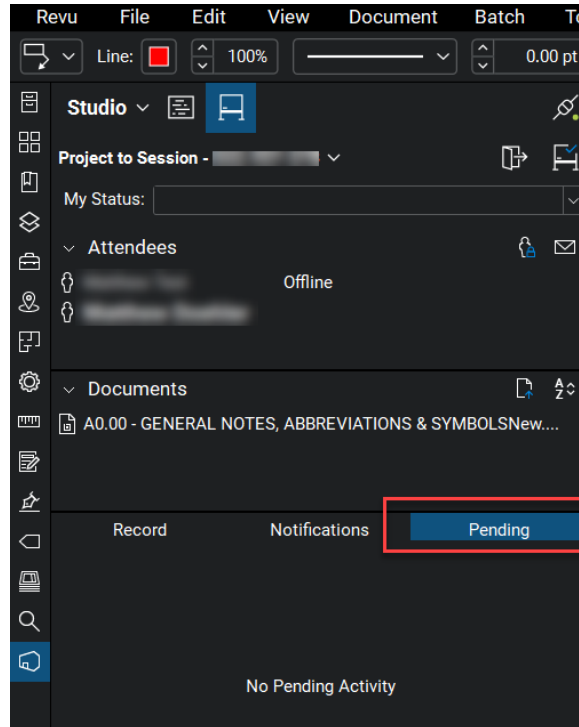 Revu File Edit View Document Batch To
Line: 100% 0.00 pt
Studio
Project to Session -
My Status:
Attendees
Offline
Documents
A0.00 - GENERAL NOTES, ABBREVIATIONS & SYMBOLSNew....
Record Notifications Pending
No Pending Activity